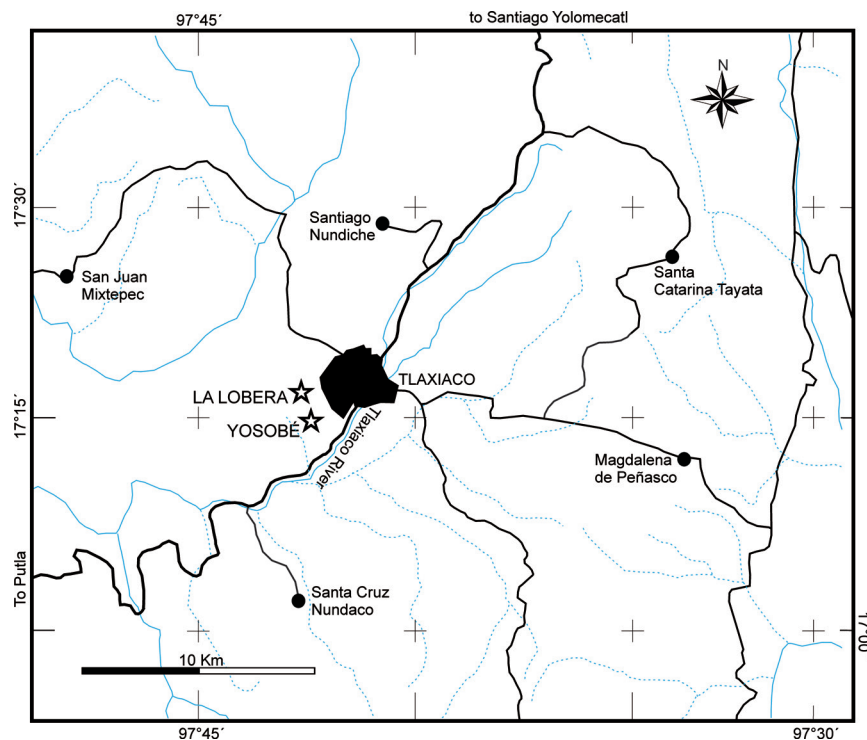 97°45´
to Santiago Yolomecatl
N
17°30´
Santiago
Nundiche
San Juan
Mixtepec
Santa
Catarina Tayata
TLAXIACO
LA LOBERA
17°15´
YOSOBÉ
Tlaxiaco River
Magdalena
de Peñasco
To Putla
Santa Cruz
Nundaco
17°00´
10 Km
97°45´
97°30´